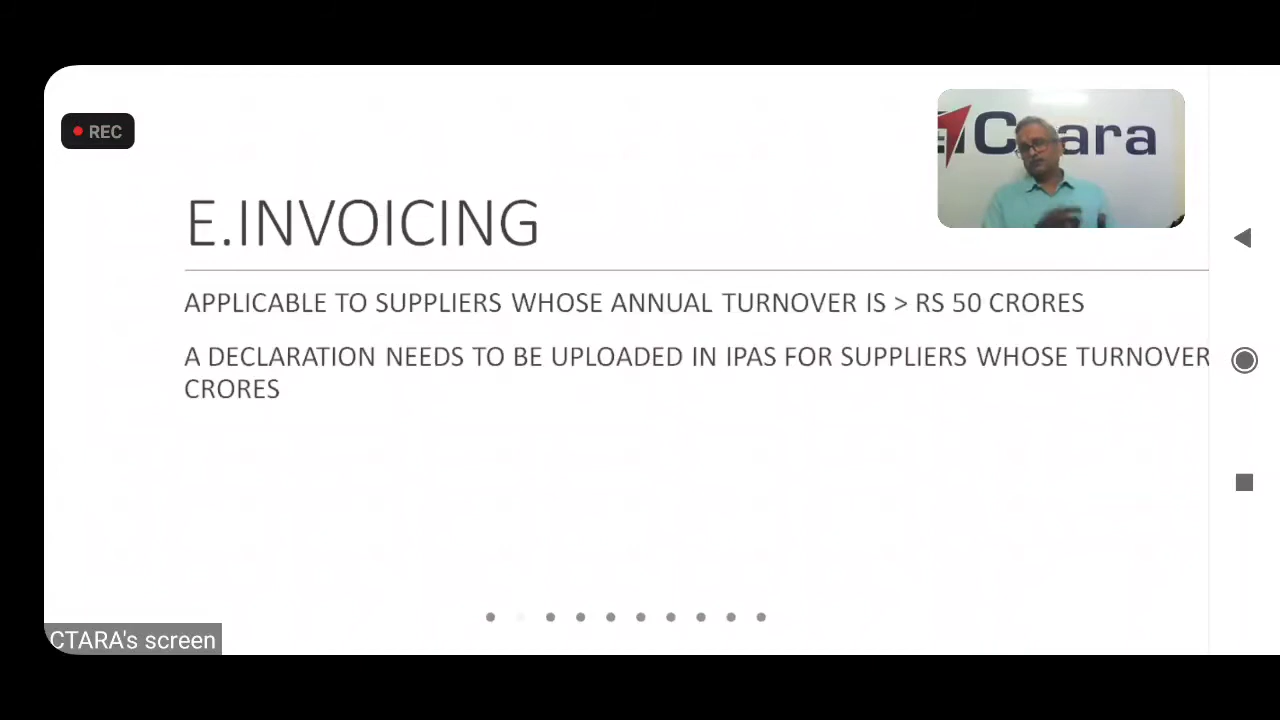 REC
Ctara
E.INVOICING
APPLICABLE TO SUPPLIERS WHOSE ANNUAL TURNOVER IS > RS 50 CRORES
A DECLARATION NEEDS TO BE UPLOADED IN IPAS FOR SUPPLIERS WHOSE TURNOVER
CRORES
CTARA's screen